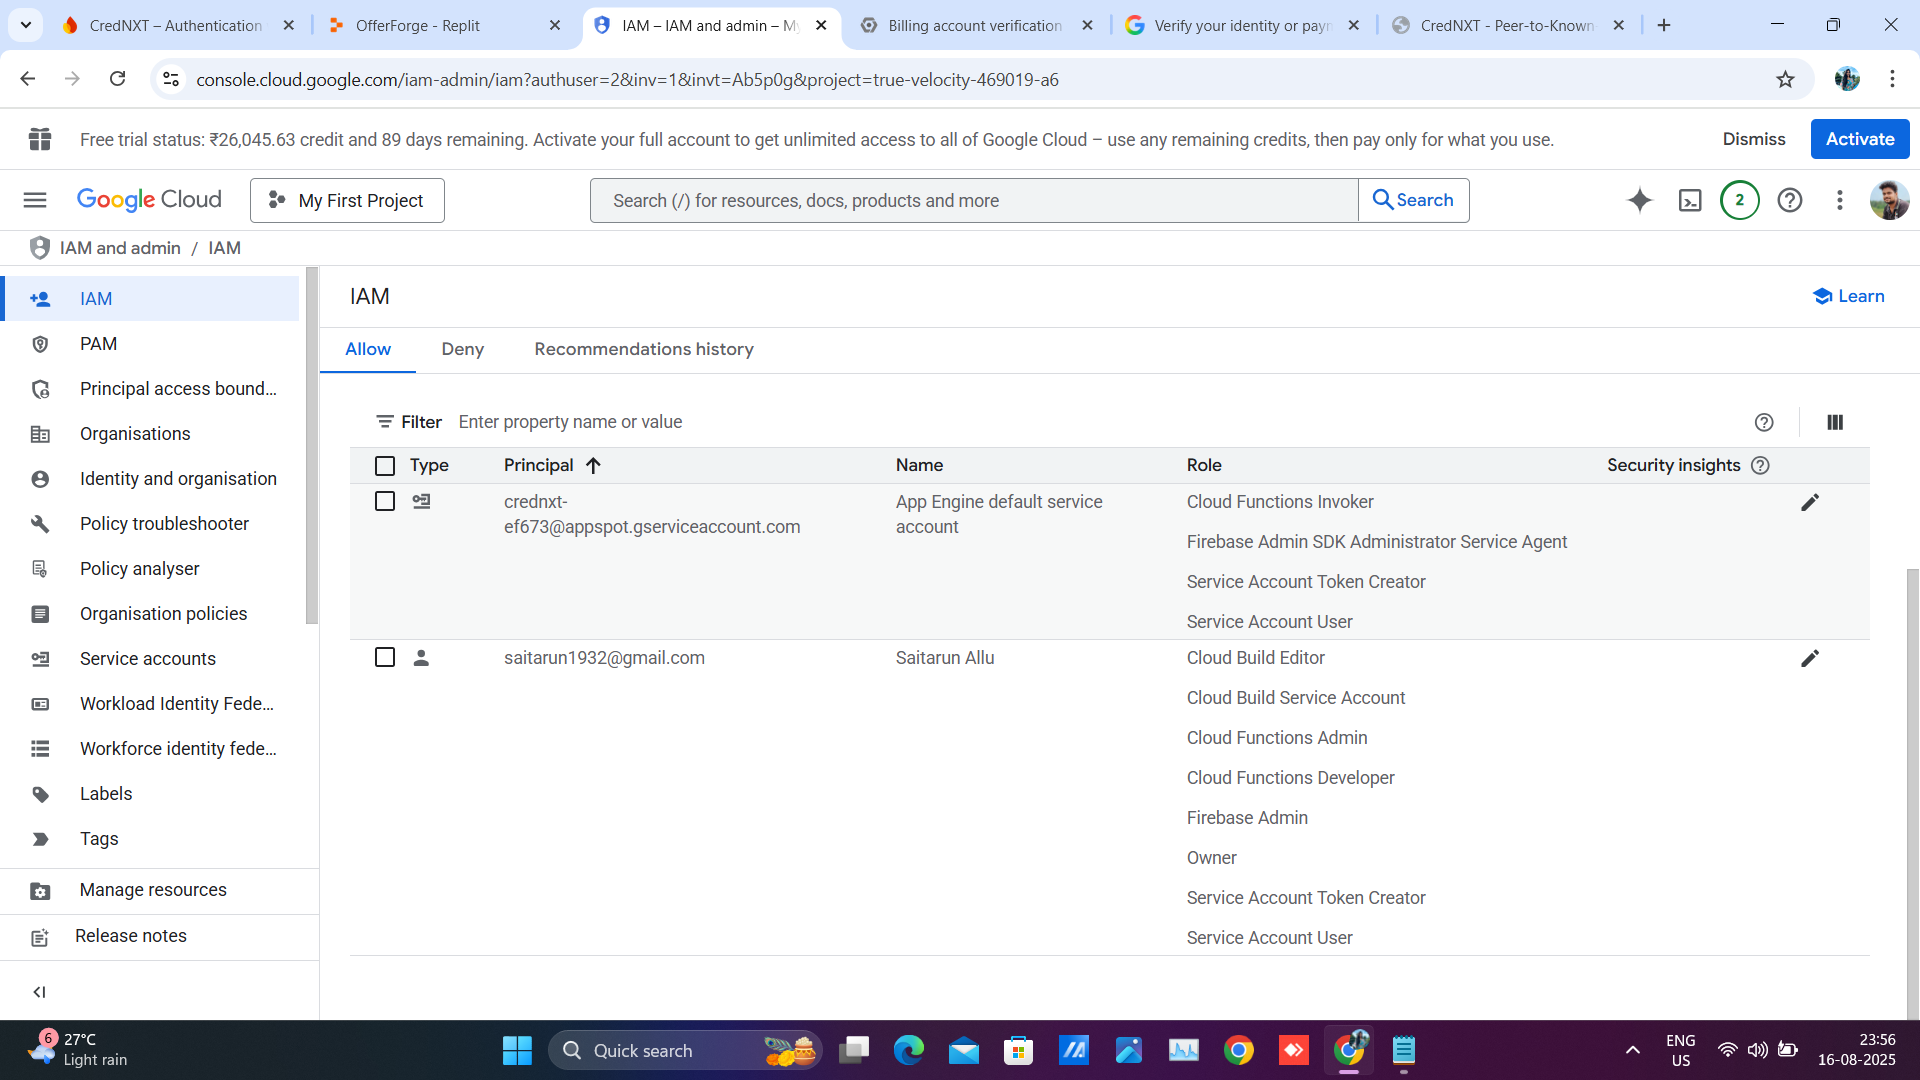 CredNXT – Authentication
OfferForge - Replit
IAM – IAM and admin – My
Billing account verification
Verify your identity or payn
CredNXT - Peer-to-Known
console.cloud.google.com/iam-admin/iam?authuser=2&inv=1&invt=Ab5p0g&project=true-velocity-469019-a6
Free trial status: ₹26,045.63 credit and 89 days remaining. Activate your full account to get unlimited access to all of Google Cloud – use any remaining credits, then pay only for what you use.
Dismiss
Activate
Google Cloud
My First Project
Search (/) for resources, docs, products and more
Search
2
IAM and admin / IAM
IAM
PAM
Principal access bound...
Organisations
Identity and organisation
Policy troubleshooter
Policy analyser
Organisation policies
Service accounts
Workload Identity Fede...
Workforce identity fede...
Labels
Tags
Manage resources
Release notes
IAM
Learn
Allow
Deny
Recommendations history
Filter
Enter property name or value
Type
Principal
Name
Role
Security insights
crednxt-
ef673@appspot.gserviceaccount.com
App Engine default service
account
Cloud Functions Invoker
Firebase Admin SDK Administrator Service Agent
Service Account Token Creator
Service Account User
saitarun1932@gmail.com
Saitarun Allu
Cloud Build Editor
Cloud Build Service Account
Cloud Functions Admin
Cloud Functions Developer
Firebase Admin
Owner
Service Account Token Creator
Service Account User
6
27°C
Light rain
Quick search
ENG
US
23:56
16-08-2025